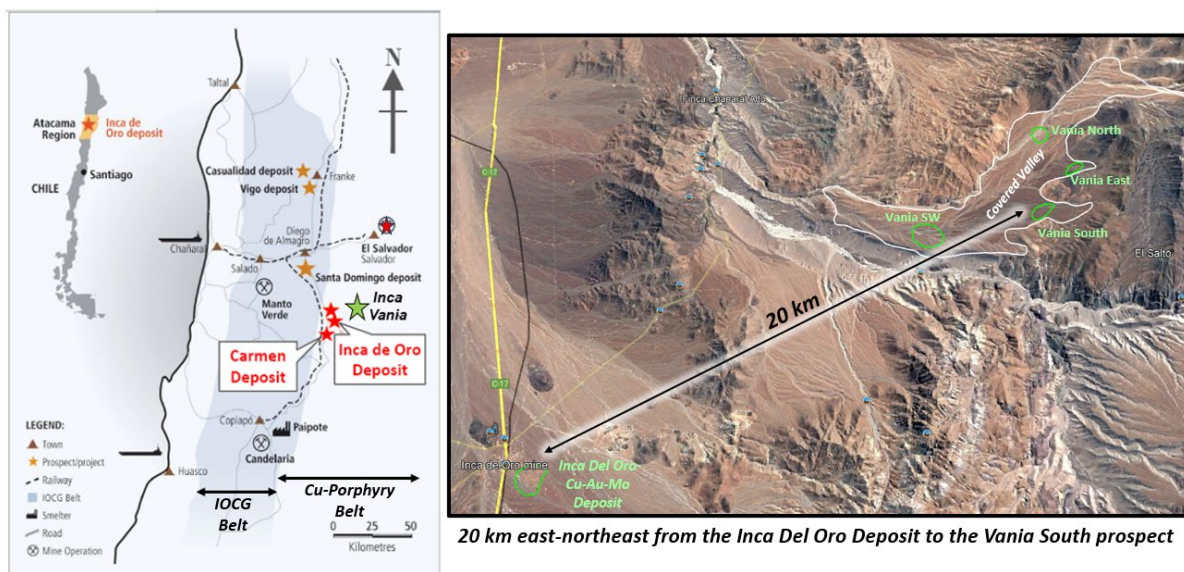 N
Taltal
Atacama
Region
Inca de
Oro deposit
Santiago
CHILE
Casualidad deposit
Vigo deposit
Franke
Diego
de Almagro
Chañaral
El Salvador
Salvador
Salado
Santa Domingo deposit
Manto
Verde
Inca
Vania
Carmen
Deposit
Inca de Oro
Deposit
Copiapó
Paipote
Candelaria
Huasco
LEGEND:
Town
Prospect/project
Railway
IOCG Belt
Smelter
Road
Mine Operation
IOCG
Belt
Cu-Porphyry
Belt
0 25 50
Kilometres
Finca Chañaral Alto
C-17
Vania North
Vania East
Covered Valley
Vania SW
Vania South
El Salto
20 km
C-17
Inca de Oro mine
Inca Del Oro
Cu-Au-Mo
Deposit
20 km east-northeast from the Inca Del Oro Deposit to the Vania South prospect